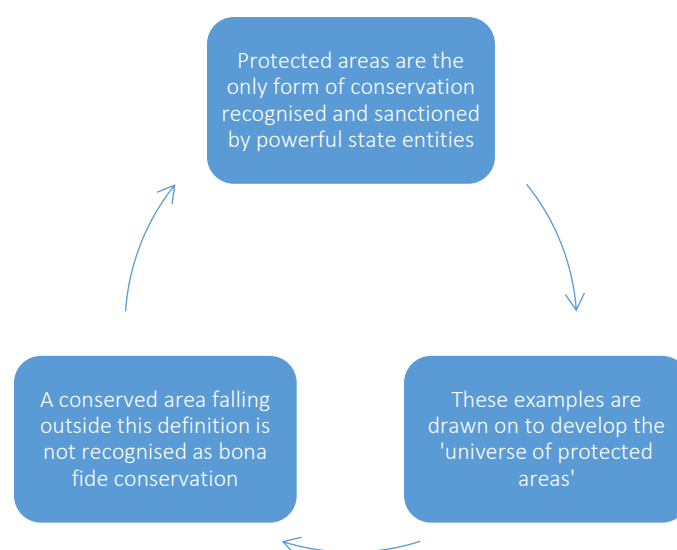 Protected areas are the
only form of conservation
recognised and sanctioned
by powerful state entities
A conserved area falling
outside this definition is
not recognised as bona
fide conservation
These examples are
drawn on to develop the
'universe of protected
areas'